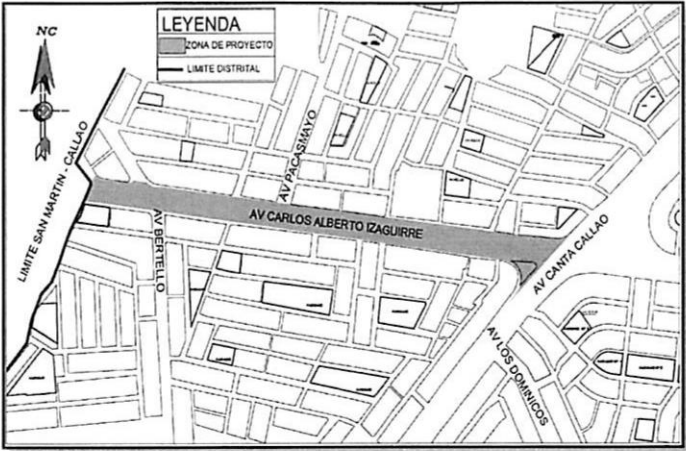 NC
LEYENDA
ZONA DE PROYECTO
LIMITE DISTRITAL
LIMITE SAN MARTIN - CALLAO
AV PACASMAYO
AV BERTELLO
AV CARLOS ALBERTO IZAGUIRRE
AV CANTA CALLAO
AV LOS DOMINICOS